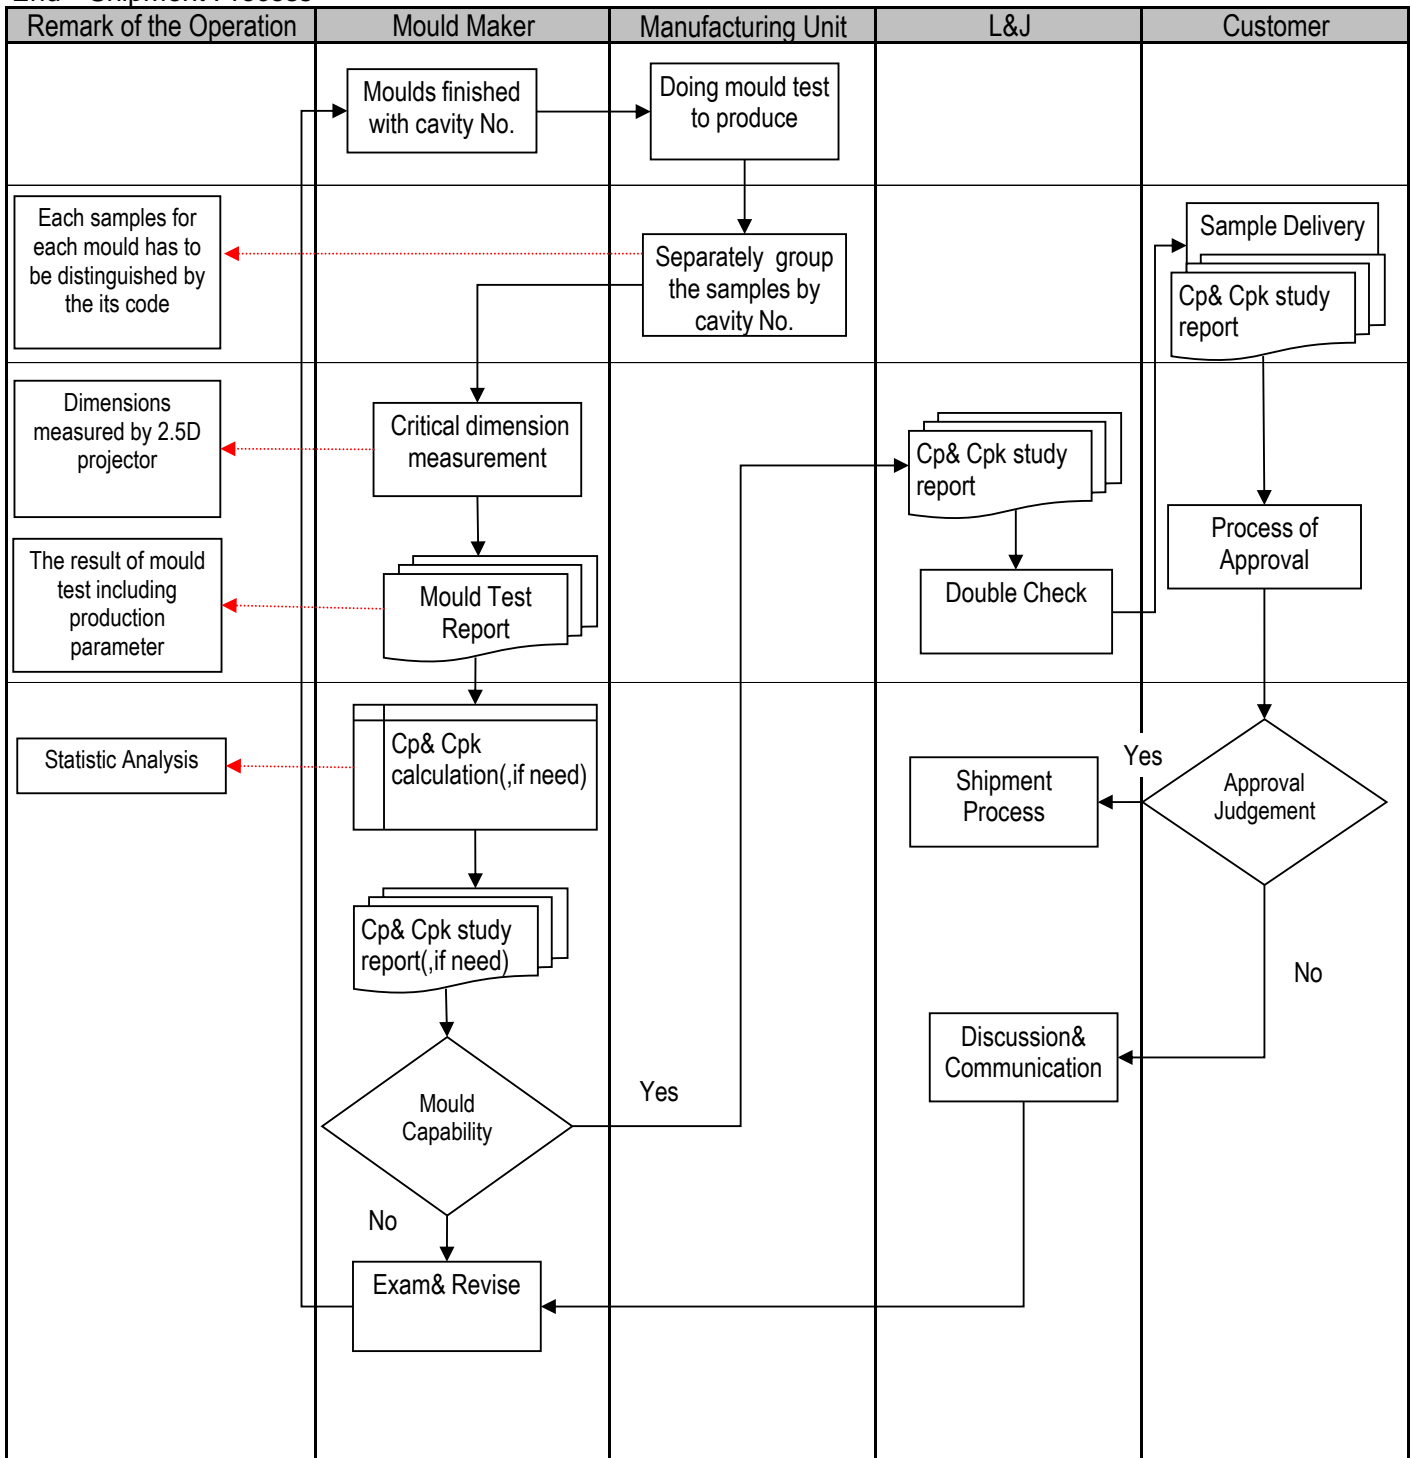 End – Shipment Process
Remark of the Operation
Mould Maker
Manufacturing Unit
L&J
Customer
Moulds finished
with cavity No.
Doing mould test
to produce
Each samples for
each mould has to
be distinguished by
the its code
Separately group
the samples by
cavity No.
Sample Delivery
Cp& Cpk study
report
Dimensions
measured by 2.5D
projector
Critical dimension
measurement
Cp& Cpk study
report
Process of
Approval
The result of mould
test including
production
parameter
Mould Test
Report
Double Check
Statistic Analysis
Cp& Cpk
calculation(,if need)
Shipment
Process
Yes
Approval
Judgement
Cp& Cpk study
report(,if need)
No
Discussion&
Communication
Mould
Capability
Yes
No
Exam& Revise